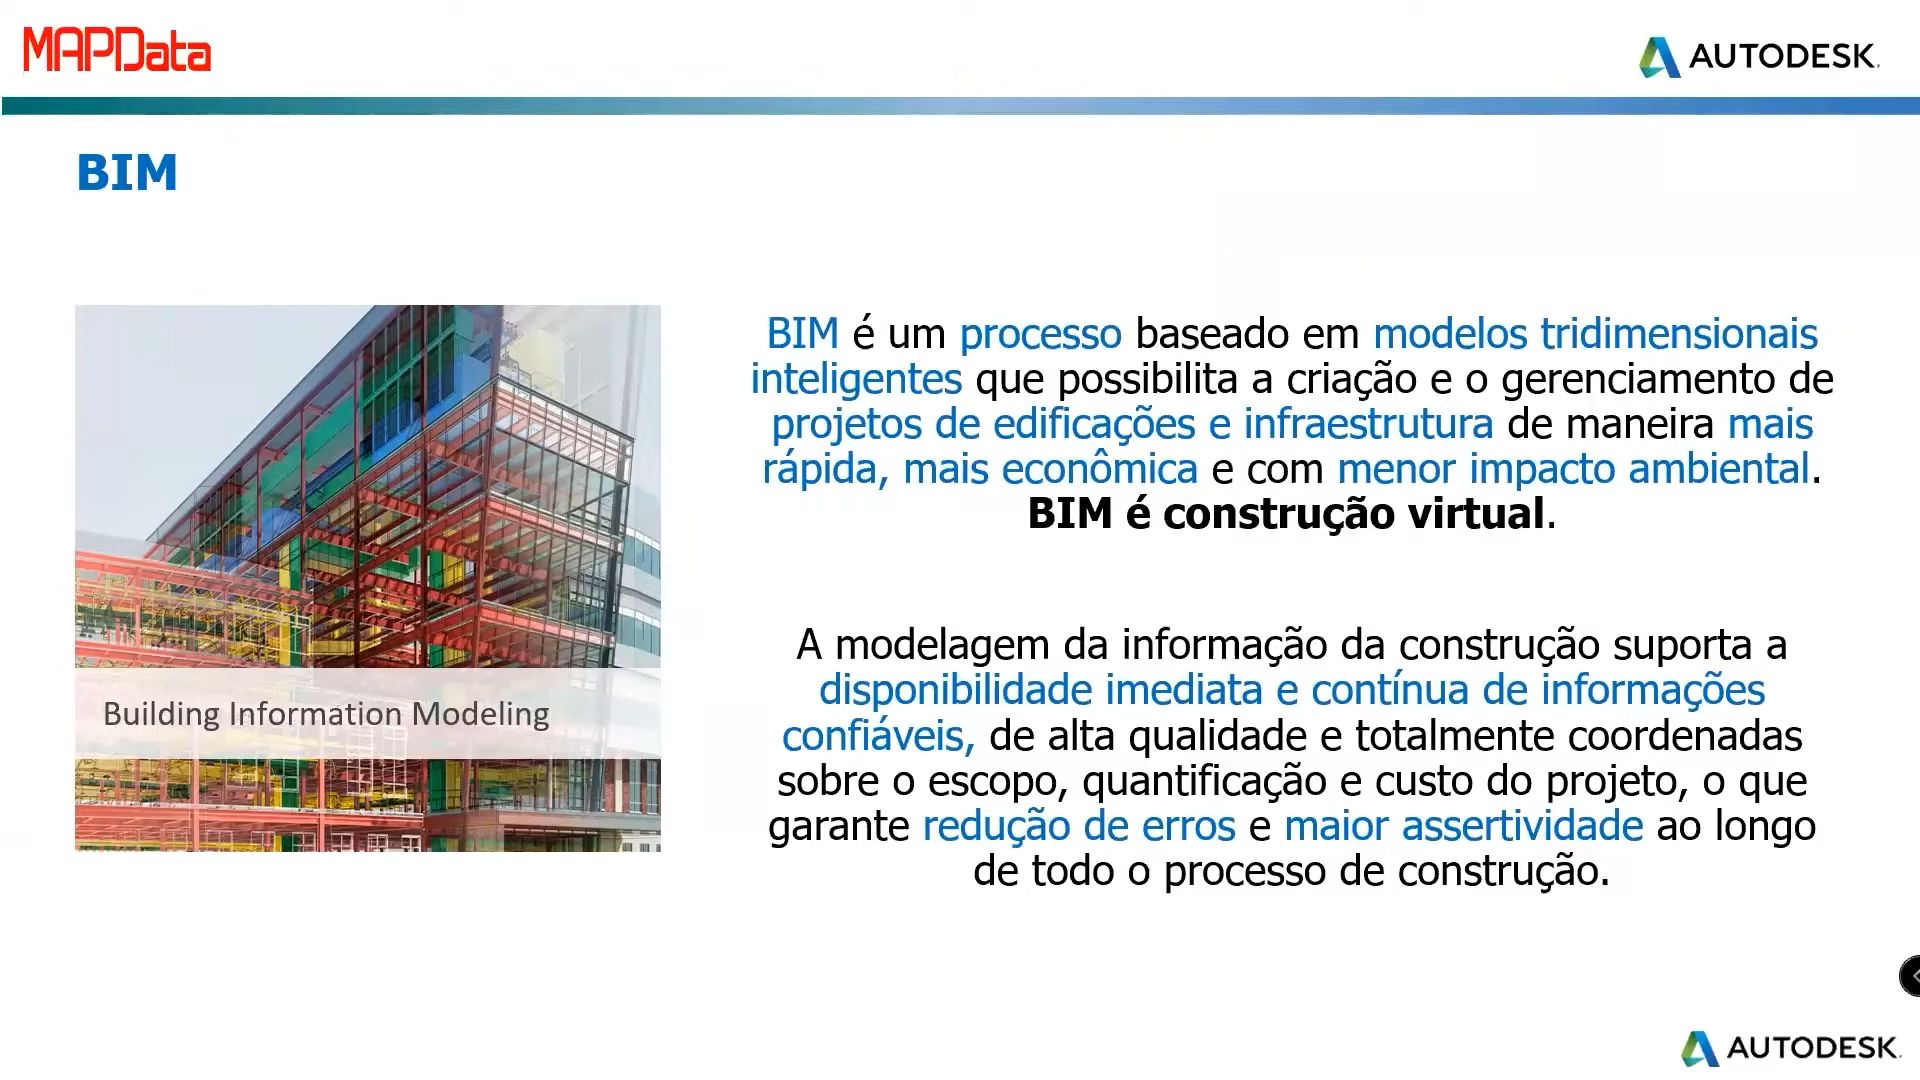 MAPData
AUTODESK.
BIM
BIM é um processo baseado em modelos tridimensionais
inteligentes que possibilita a criação e o gerenciamento de
projetos de edificações e infraestrutura de maneira mais
rápida, mais econômica e com menor impacto ambiental.
BIM é construção virtual.
Building Information Modeling
A modelagem da informação da construção suporta a
disponibilidade imediata e contínua de informações
confiáveis, de alta qualidade e totalmente coordenadas
sobre o escopo, quantificação e custo do projeto, o que
garante redução de erros e maior assertividade ao longo
de todo o processo de construção.
AUTODESK.